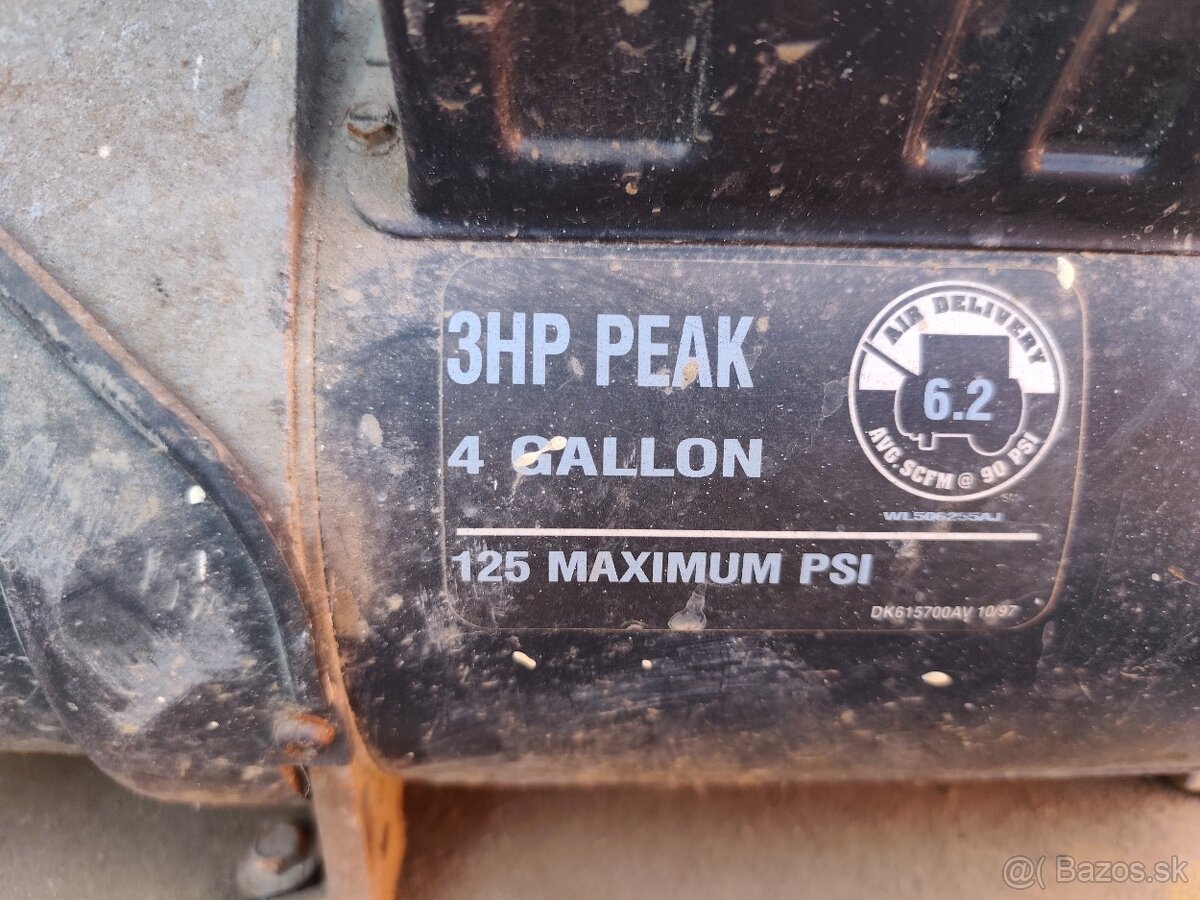 3HP PEAK
4 GALLON
125 MAXIMUM PSI
AIR DELIVERY
6.2
AVG. SCFM @ 90 PSI
WL506255AJ
DK615700AV 10/97
@( Bazos.sk